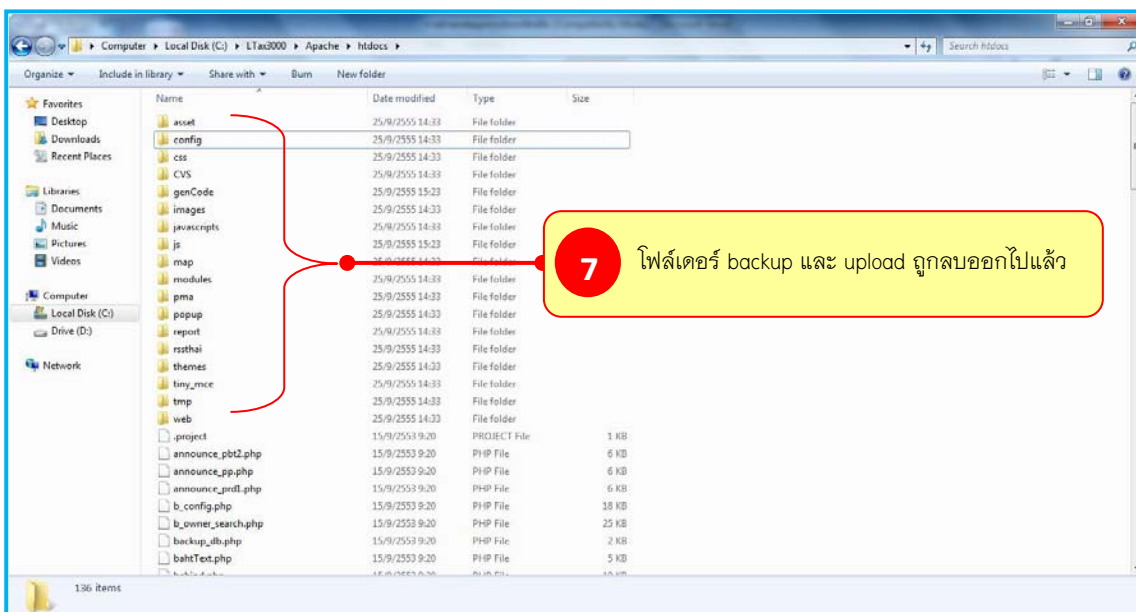 Computer ▸ Local Disk (C:) ▸ LTax3000 ▸ Apache ▸ htdocs ▸
Search htdocs
Organize Include in library Share with Burn New folder
Name Date modified Type Size
Favorites
Desktop
Downloads
Recent Places
Libraries
Documents
Music
Pictures
Videos
Computer
Local Disk (C:)
Drive (D:)
Network
asset 25/9/2555 14:33 File folder
config 25/9/2555 14:33 File folder
css 25/9/2555 14:33 File folder
CVS 25/9/2555 14:33 File folder
genCode 25/9/2555 15:23 File folder
images 25/9/2555 14:33 File folder
javascripts 25/9/2555 14:33 File folder
js 25/9/2555 15:23 File folder
map
modules 25/9/2555 14:33 File folder
pma 25/9/2555 14:33 File folder
popup 25/9/2555 14:33 File folder
report 25/9/2555 14:33 File folder
rssthai 25/9/2555 14:33 File folder
themes 25/9/2555 14:33 File folder
tiny_mce 25/9/2555 14:33 File folder
tmp 25/9/2555 14:33 File folder
web 25/9/2555 14:33 File folder
.project 15/9/2553 9:20 PROJECT File 1 KB
announce_pbt2.php 15/9/2553 9:20 PHP File 6 KB
announce_pp.php 15/9/2553 9:20 PHP File 6 KB
announce_prd1.php 15/9/2553 9:20 PHP File 6 KB
b_config.php 15/9/2553 9:20 PHP File 18 KB
b_owner_search.php 15/9/2553 9:20 PHP File 25 KB
backup_db.php 15/9/2553 9:20 PHP File 2 KB
bahtText.php 15/9/2553 9:20 PHP File 5 KB
7 โฟล์เดอร์ backup และ upload ถูกลบออกไปแล้ว
136 items